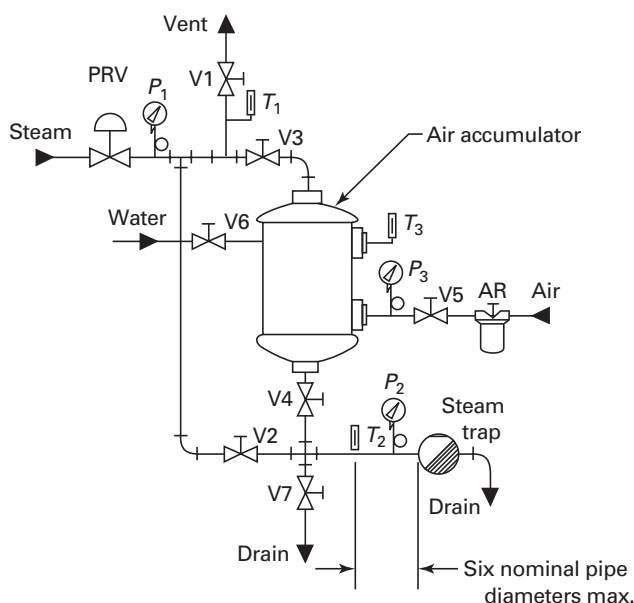 Vent
PRV
P1
V1
T1
Steam
V3
Air accumulator
Water
V6
T3
P3
V5
AR
Air
V4
P2
Steam
trap
V2
T2
V7
Drain
Drain
Six nominal pipe
diameters max.